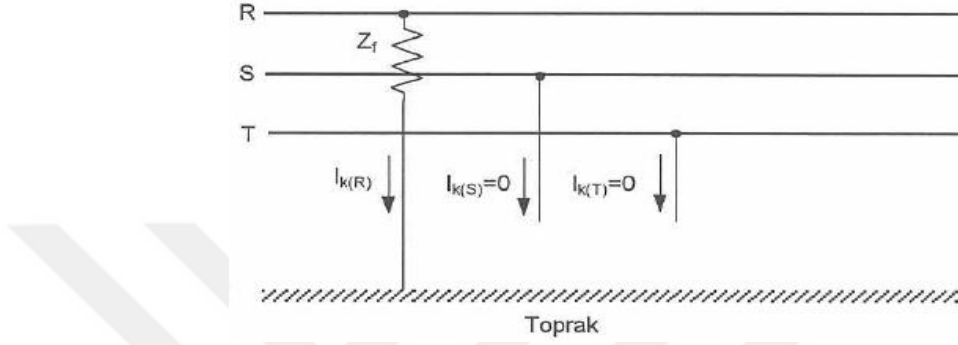 R
Z_f
S
T
I_k(R) I_k(S)=0 I_k(T)=0
Toprak